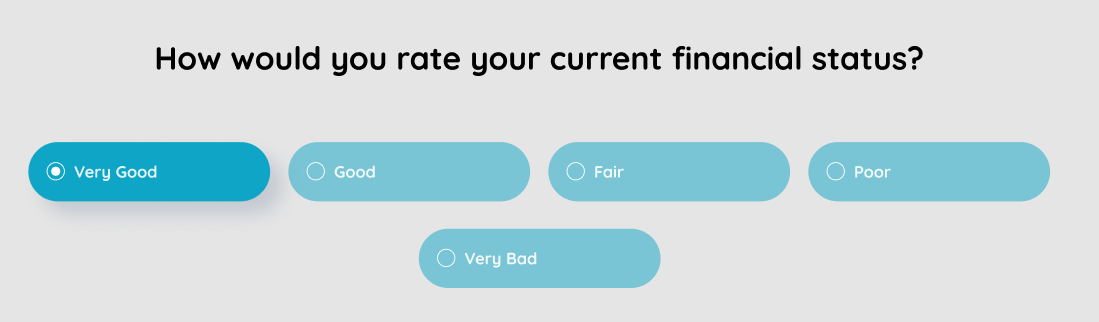 How would you rate your current financial status?
Very Good
Good
Fair
Poor
Very Bad